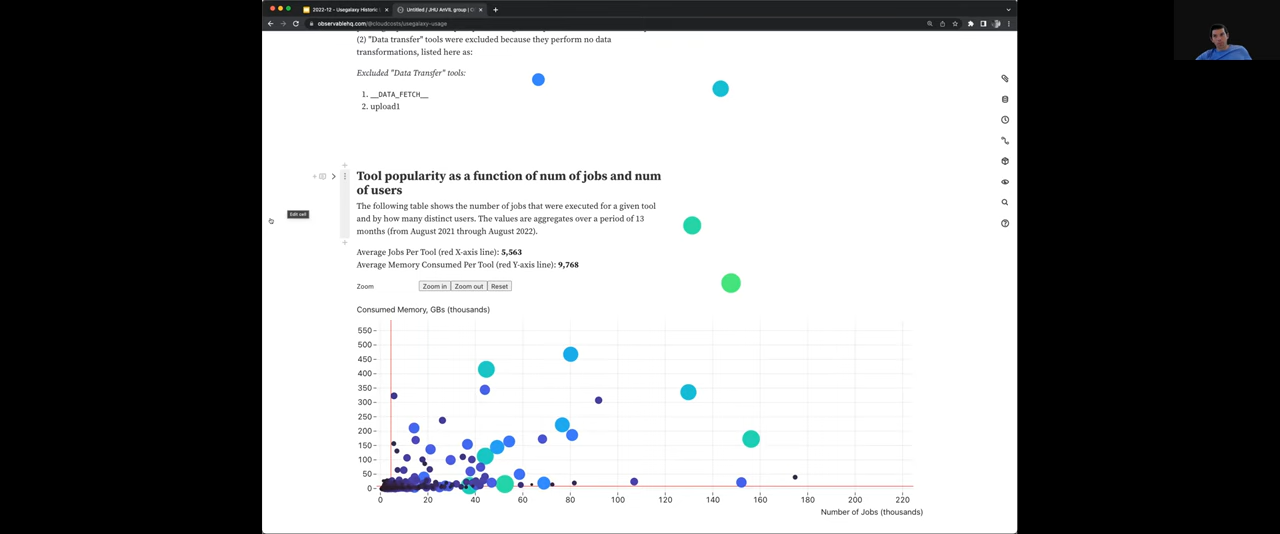 2022-12 - Usegalaxy Historic
Untitled / JHU AnVIL group |
observablehq.com/@cloudcosts/usegalaxy-usage
(2) "Data transfer" tools were excluded because they perform no data
transformations, listed here as:
Excluded "Data Transfer" tools:
1. __DATA_FETCH__
2. upload1
Tool popularity as a function of num of jobs and num
of users
Edit cell
The following table shows the number of jobs that were executed for a given tool
and by how many distinct users. The values are aggregates over a period of 13
months (from August 2021 through August 2022).
Average Jobs Per Tool (red X-axis line): 5,563
Average Memory Consumed Per Tool (red Y-axis line): 9,768
Zoom
Zoom in
Zoom out
Reset
Consumed Memory, GBs (thousands)
550
500
450
400
350
300
250
200
150
100
50
0
0 20 40 60 80 100 120 140 160 180 200 220
Number of Jobs (thousands)